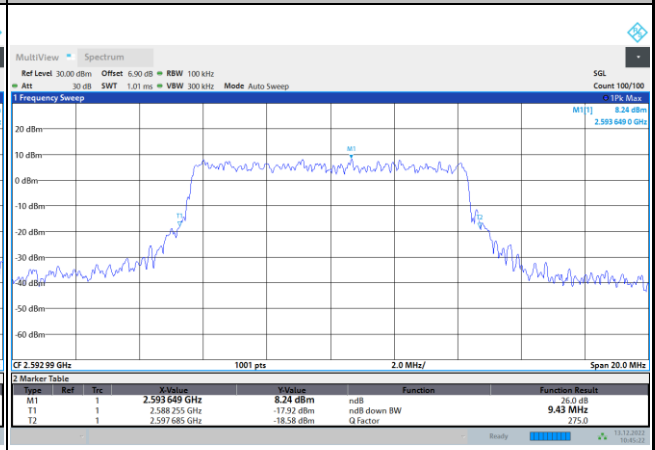 MultiView Spectrum
Ref Level 30.00 dBm Offset 6.90 dB RBW 100 kHz SGL
Att 30 dB SWT 1.01 ms VBW 300 kHz Mode Auto Sweep Count 100/100
1 Frequency Sweep 1Pk Max
M1[1] 8.24 dBm
2.593 649 0 GHz
20 dBm
M1
10 dBm
0 dBm
-10 dBm
T1 T2
-20 dBm
-30 dBm
-40 dBm
-50 dBm
-60 dBm
CF 2.592 99 GHz 1001 pts 2.0 MHz/ Span 20.0 MHz
2 Marker Table
Type Ref Trc X-Value Y-Value Function Function Result
M1 1 2.593 649 GHz 8.24 dBm ndB 26.0 dB
T1 1 2.588 255 GHz -17.92 dBm ndB down BW 9.43 MHz
T2 1 2.597 685 GHz -18.58 dBm Q Factor 275.0
Ready 13.12.2022
10:45:22